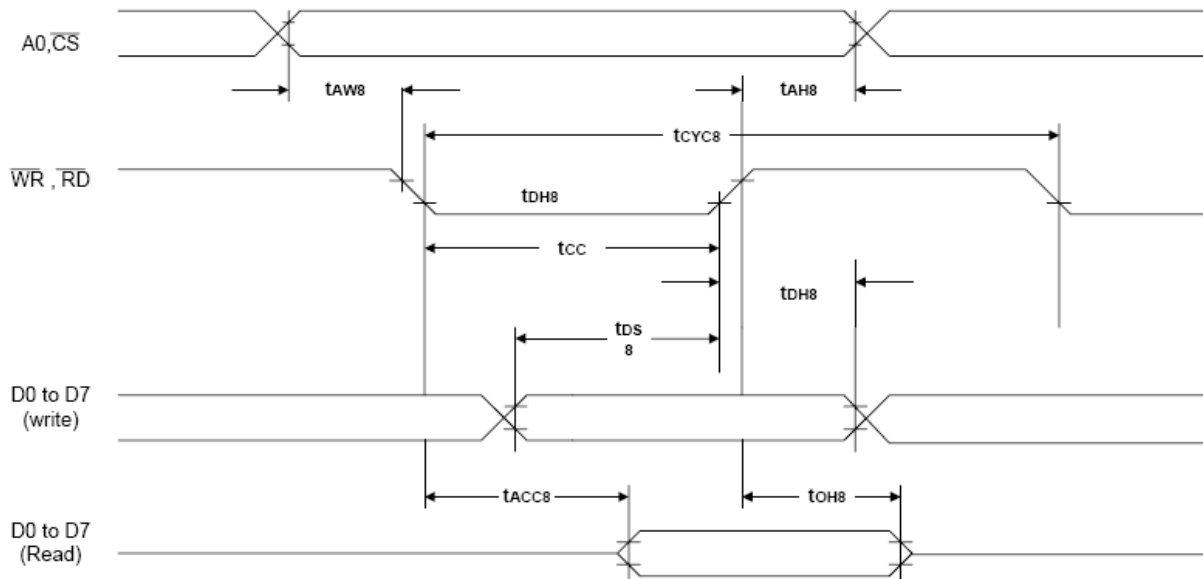 A0,CS
tAW8
tAH8
tCYC8
WR , RD
tDH8
tCC
tDH8
tDS
8
D0 to D7
(write)
tACC8
tOH8
D0 to D7
(Read)